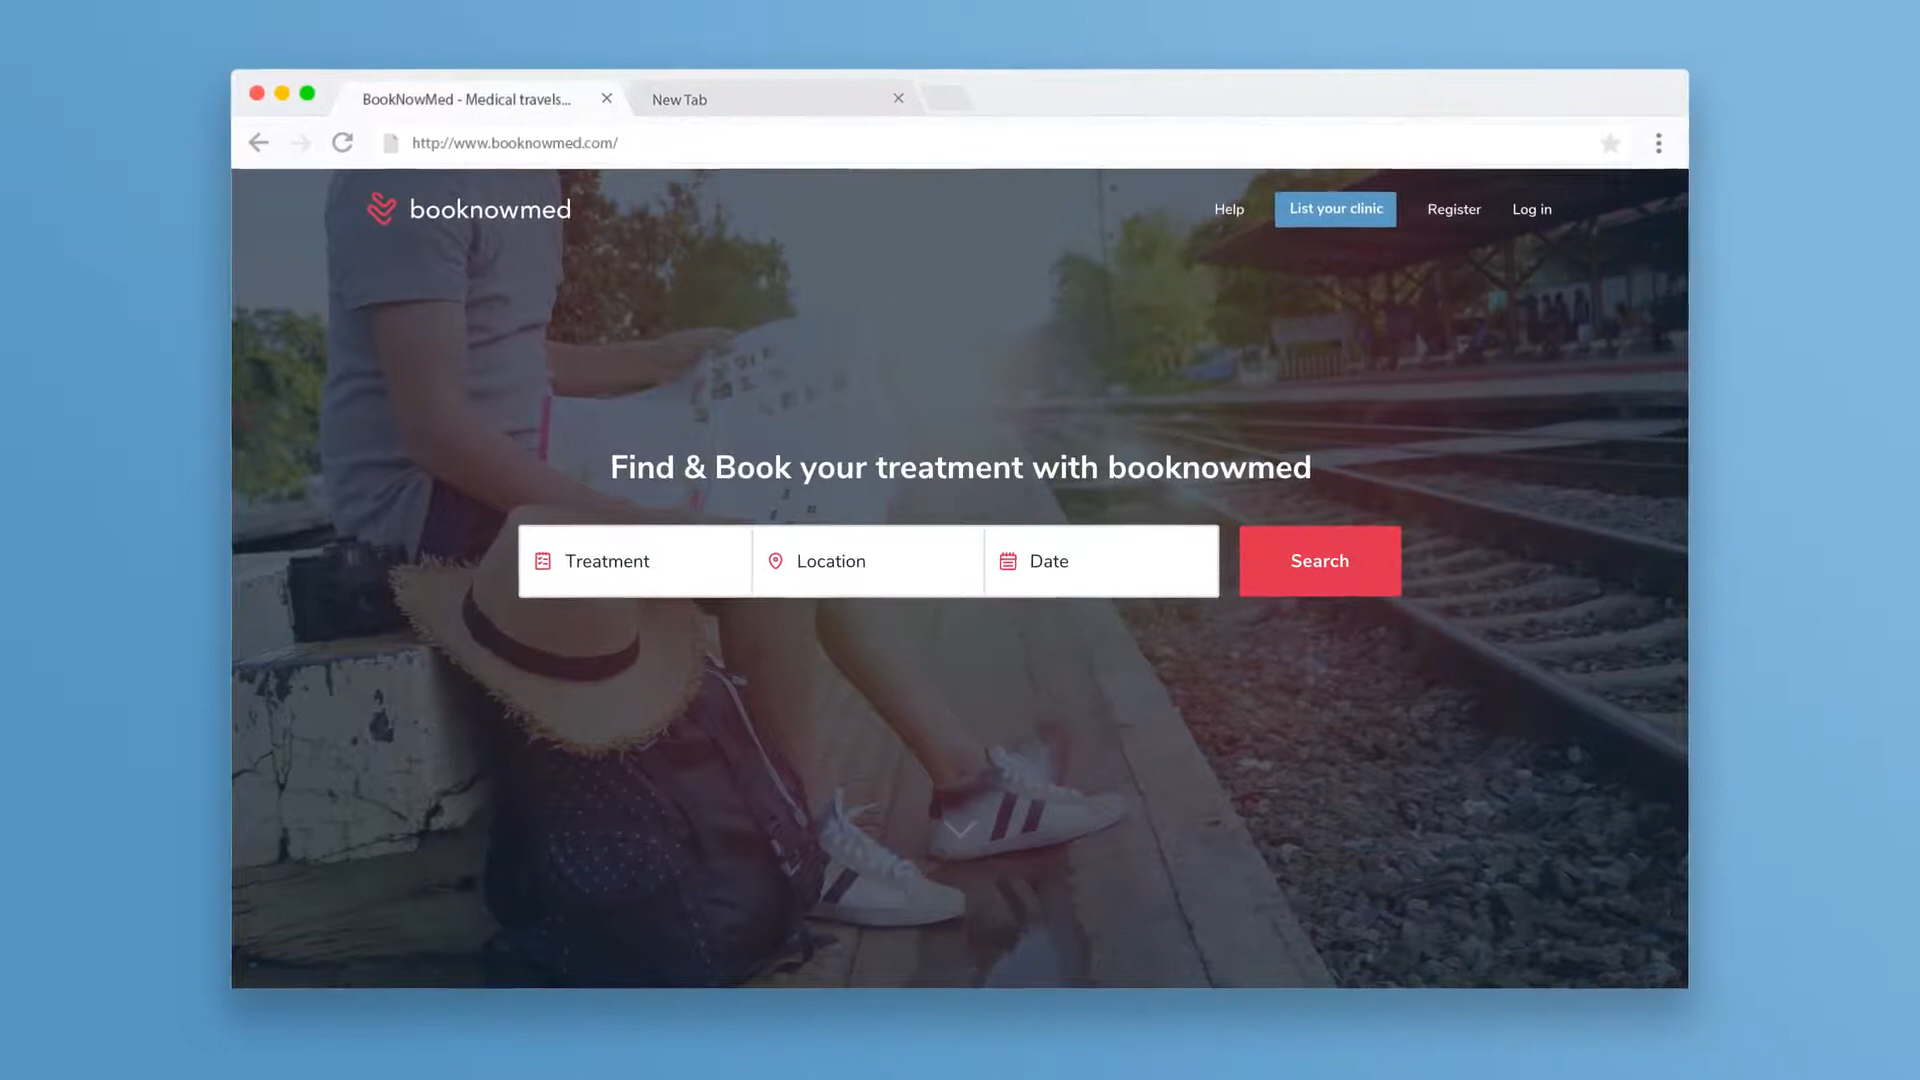 BookNowMed - Medical travels...
New Tab
http://www.booknowmed.com/
booknowmed
Help
List your clinic
Register
Log in
Find & Book your treatment with booknowmed
Treatment
Location
Date
Search